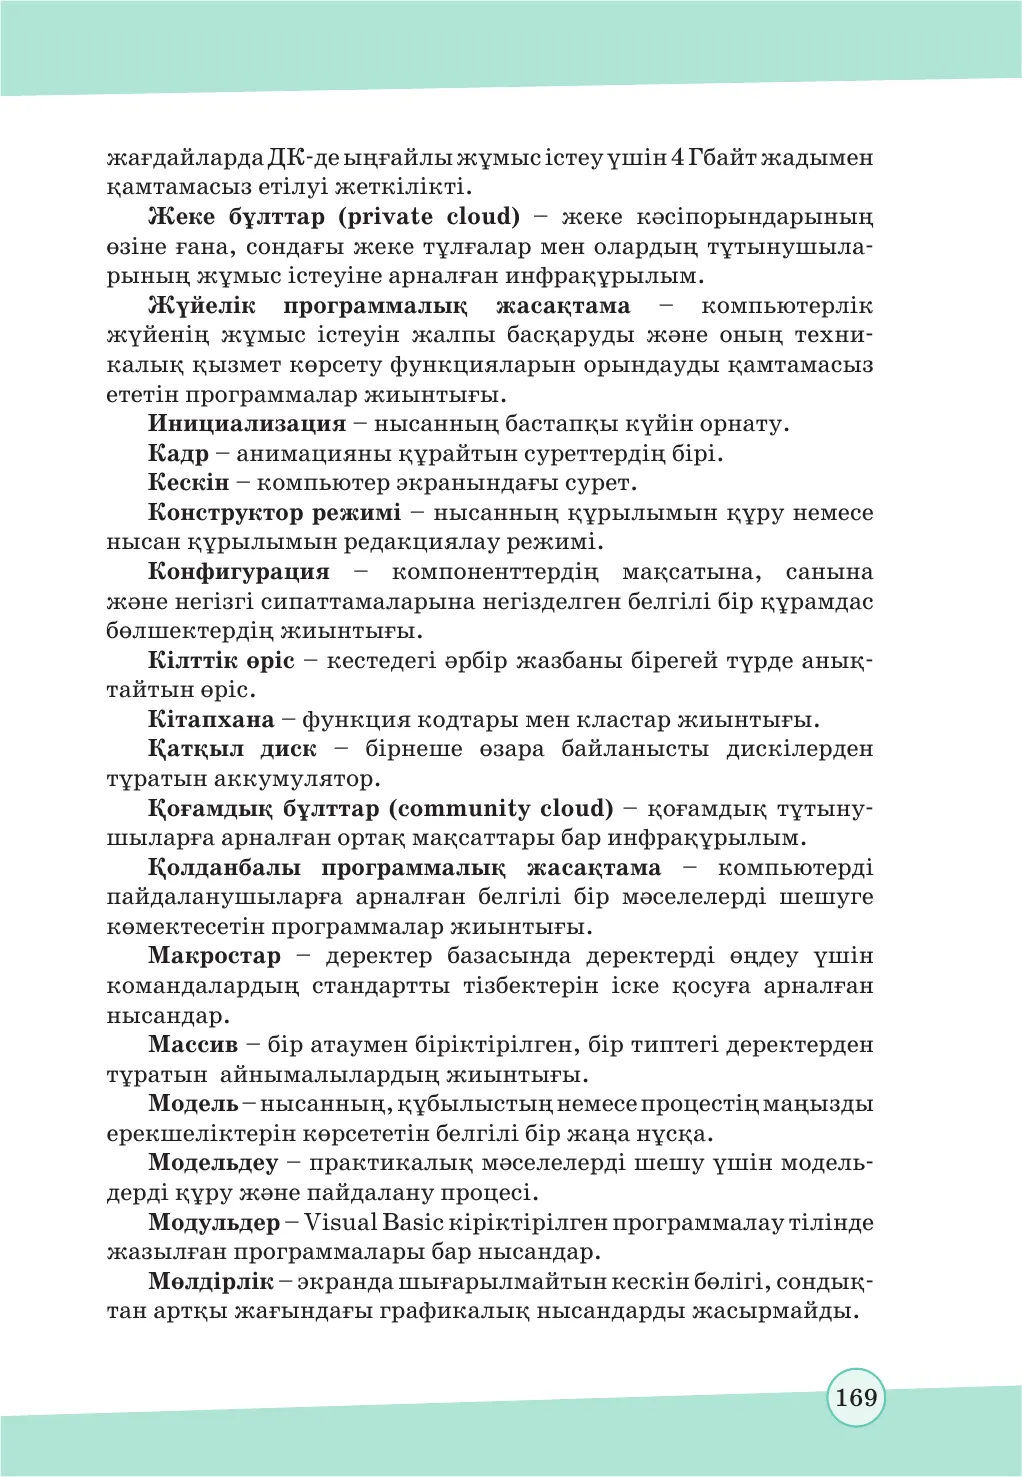 жағдайларда ДК-де ыңғайлы жұмыс істеу үшін 4 Гбайт жадымен
қамтамасыз етілуі жеткілікті.
Жеке бұлттар (private cloud) – жеке кәсіпорындарының
өзіне ғана, сондағы жеке тұлғалар мен олардың тұтынушыла-
рының жұмыс істеуіне арналған инфрақұрылым.
Жүйелік программалық жасақтама – компьютерлік
жүйенің жұмыс істеуін жалпы басқаруды және оның техни-
калық қызмет көрсету функцияларын орындауды қамтамасыз
ететін программалар жиынтығы.
Инициализация – нысанның бастапқы күйін орнату.
Кадр – анимацияны құрайтын суреттердің бірі.
Кескін – компьютер экранындағы сурет.
Конструктор режимі – нысанның құрылымын құру немесе
нысан құрылымын редакциялау режимі.
Конфигурация – компоненттердің мақсатына, санына
және негізгі сипаттамаларына негізделген белгілі бір құрамдас
бөлшектердің жиынтығы.
Кілттік өріс – кестедегі әрбір жазбаны бірегей түрде анық-
тайтын өріс.
Кітапхана – функция кодтары мен кластар жиынтығы.
Қатқыл диск – бірнеше өзара байланысты дискілерден
тұратын аккумулятор.
Қоғамдық бұлттар (community cloud) – қоғамдық тұтыну-
шыларға арналған ортақ мақсаттары бар инфрақұрылым.
Қолданбалы программалық жасақтама – компьютерді
пайдаланушыларға арналған белгілі бір мәселелерді шешуге
көмектесетін программалар жиынтығы.
Макростар – деректер базасында деректерді өңдеу үшін
командалардың стандартты тізбектерін іске қосуға арналған
нысандар.
Массив – бір атаумен біріктірілген, бір типтегі деректерден
тұратын айнымалылардың жиынтығы.
Модель – нысанның, құбылыстың немесе процестің маңызды
ерекшеліктерін көрсететін белгілі бір жаңа нұсқа.
Модельдеу – практикалық мәселелерді шешу үшін модель-
дерді құру және пайдалану процесі.
Модульдер – Visual Basic кіріктірілген программалау тілінде
жазылған программалары бар нысандар.
Мөлдірлік – экранда шығарылмайтын кескін бөлігі, сондық-
тан артқы жағындағы графикалық нысандарды жасырмайды.
169